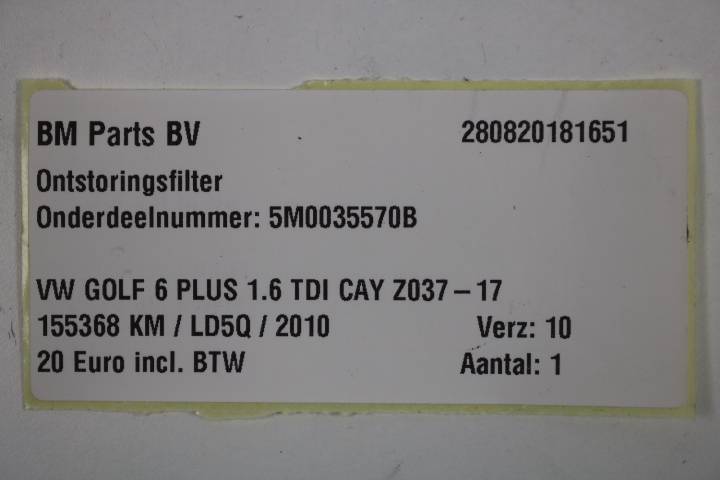 BM Parts BV 280820181651
Ontstoringsfilter
Onderdeelnummer: 5M0035570B
VW GOLF 6 PLUS 1.6 TDI CAY Z037 – 17
155368 KM / LD5Q / 2010 Verz: 10
20 Euro incl. BTW Aantal: 1